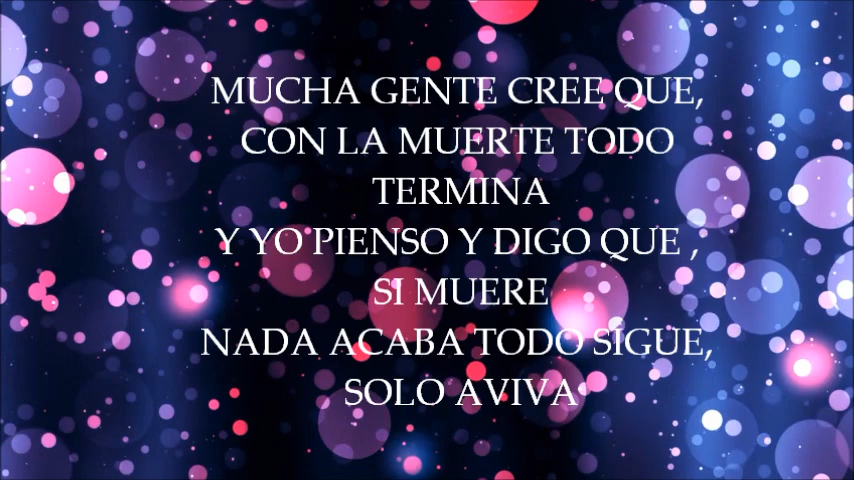 MUCHA GENTE CREE QUE,
CON LA MUERTE TODO
TERMINA
Y YO PIENSO Y DIGO QUE ,
SI MUERE
NADA ACABA TODO SIGUE,
SOLO AVIVA